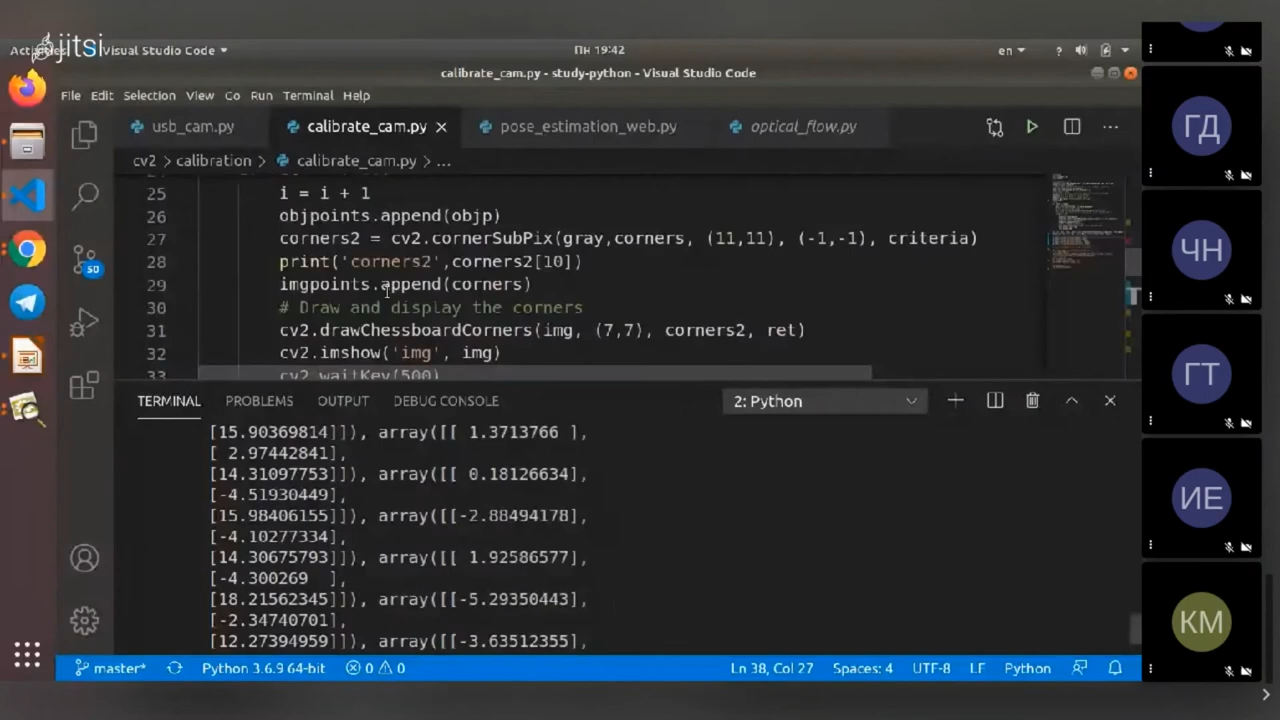 Visual Studio Code
jitsi
Пн 19:42
en
calibrate_cam.py - study-python - Visual Studio Code
File Edit Selection View Go Run Terminal Help
usb_cam.py calibrate_cam.py pose_estimation_web.py optical_flow.py
cv2 > calibration > calibrate_cam.py > ...
25 i = i + 1
26 objpoints.append(objp)
27 corners2 = cv2.cornerSubPix(gray,corners, (11,11), (-1,-1), criteria)
28 print('corners2',corners2[10])
29 imgpoints.append(corners)
30 # Draw and display the corners
31 cv2.drawChessboardCorners(img, (7,7), corners2, ret)
32 cv2.imshow('img', img)
33 cv2.waitKey(500)
50
TERMINAL PROBLEMS OUTPUT DEBUG CONSOLE 2: Python
[15.90369814]]), array([[ 1.3713766 ],
[ 2.97442841],
[14.31097753]]), array([[ 0.18126634],
[-4.51930449],
[15.98406155]]), array([[-2.88494178],
[-4.10277334],
[14.30675793]]), array([[ 1.92586577],
[-4.300269 ],
[18.21562345]]), array([[-5.29350443],
[-2.34740701],
[12.27394959]]), array([[-3.63512355],
master* Python 3.6.9 64-bit 0 0 Ln 38, Col 27 Spaces: 4 UTF-8 LF Python
ГД
ЧН
ГТ
ИЕ
КМ